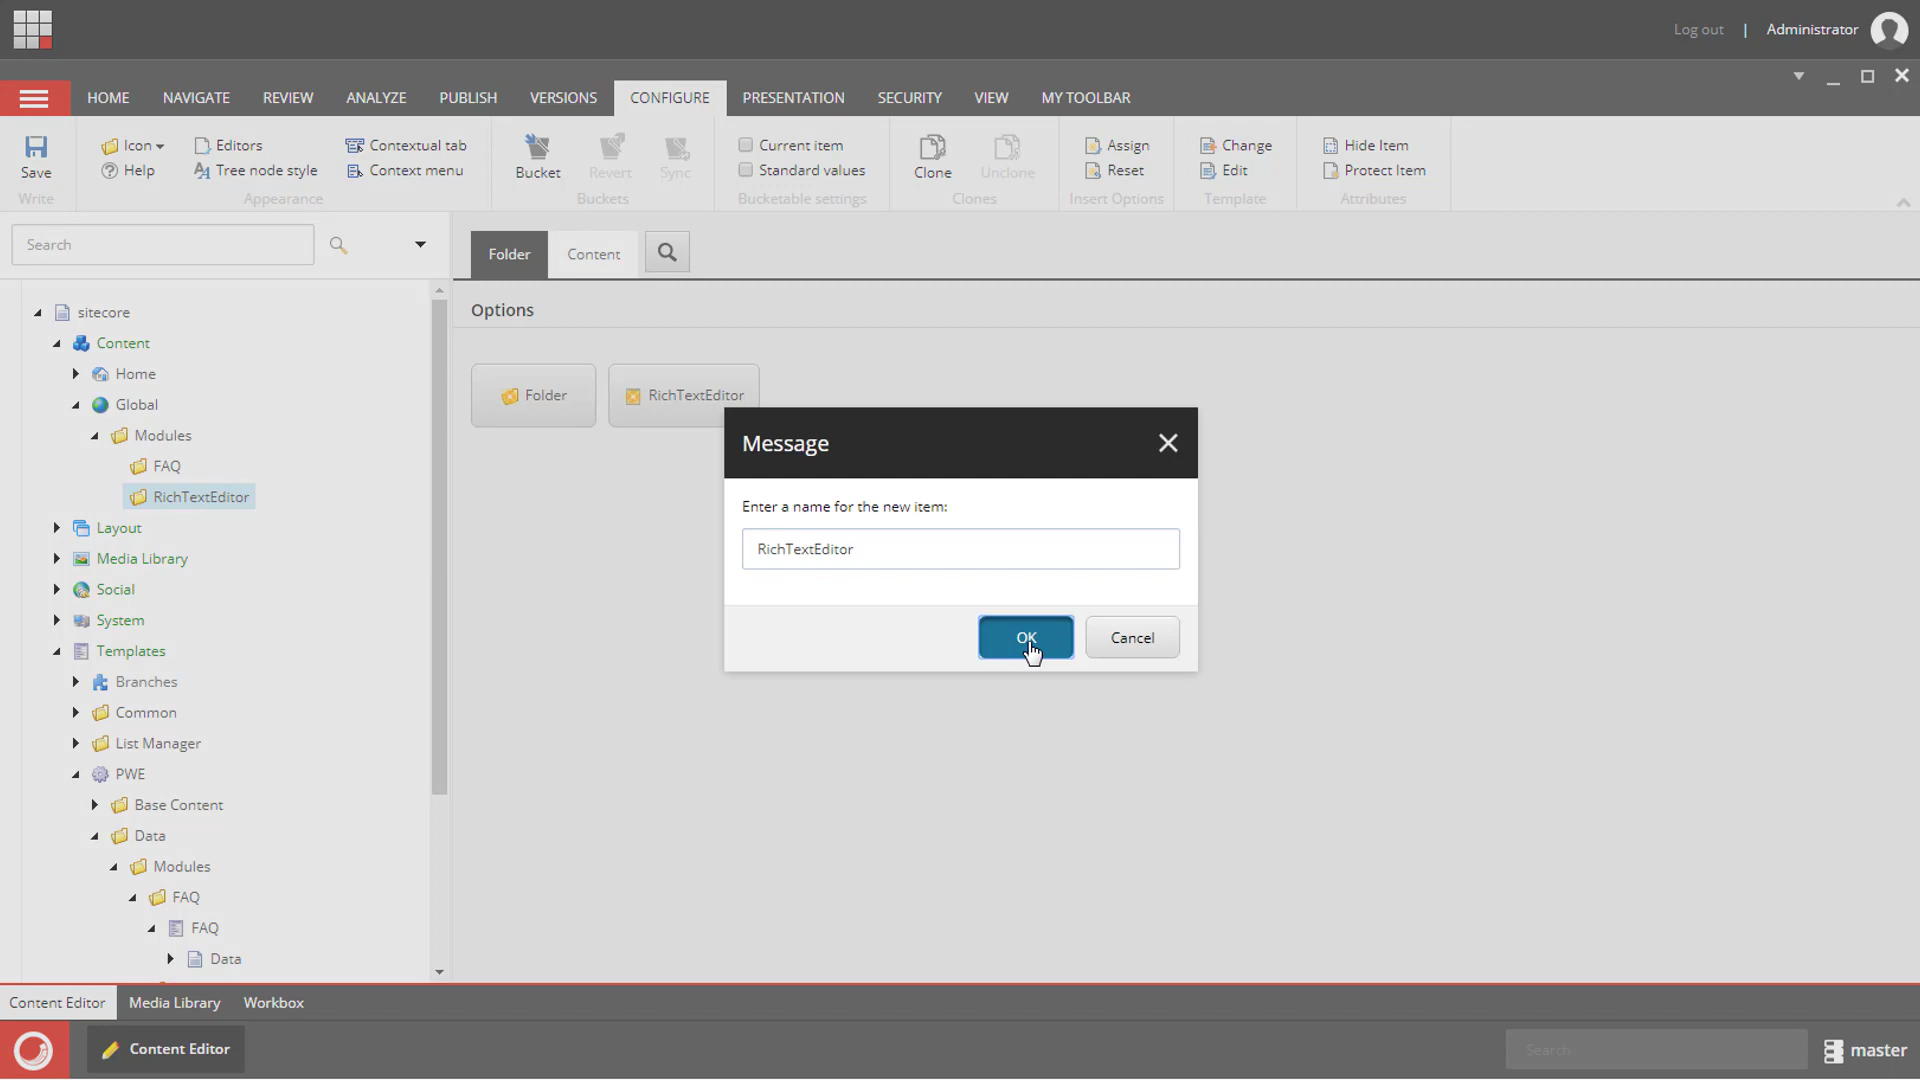 Log out | Administrator
HOME NAVIGATE REVIEW ANALYZE PUBLISH VERSIONS CONFIGURE PRESENTATION SECURITY VIEW MY TOOLBAR
Icon Editors Contextual tab Current item Assign Change Hide Item
Save Help Tree node style Context menu Bucket Revert Sync Standard values Clone Unclone Reset Edit Protect Item
Write Appearance Buckets Bucketable settings Clones Insert Options Template Attributes
Search
Folder Content
sitecore
Options
Content
Home
Folder RichTextEditor
Global
Modules
Message
FAQ
RichTextEditor
Enter a name for the new item:
Layout
RichTextEditor
Media Library
Social
System
OK Cancel
Templates
Branches
Common
List Manager
PWE
Base Content
Data
Modules
FAQ
FAQ
Data
Content Editor Media Library Workbox
Content Editor Search master